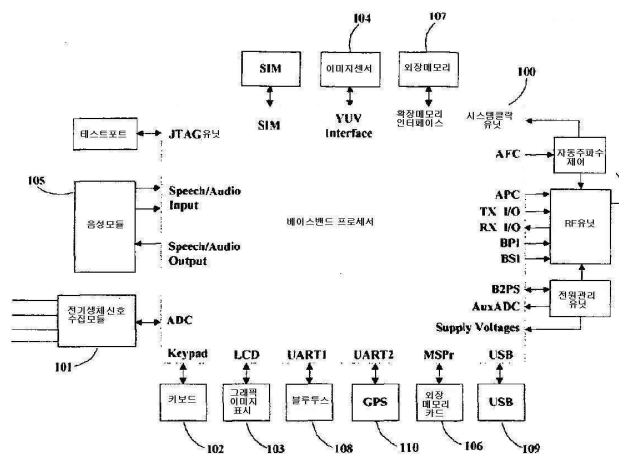 104
107
100
SIM
이미지센서
외장메모리
시스템클락
유닛
SIM
YUV
Interface
확장메모리
인터페이스
테스트포트
JTAG유닛
AFC
자동주파수
제어
105
Speech/Audio
Input
음성모듈
Speech/Audio
Output
베이스밴드 프로세서
APC
TX I/O
RX I/O
BPI
BSI
RF유닛
전기생체신호
수집모듈
ADC
101
B2PS
AuxADC
Supply Voltages
전원관리
유닛
Keypad
LCD
UART1
UART2
MSPr
USB
키보드
그래픽
이미지
표시
블루투스
GPS
외장
메모리
카드
USB
102
103
108
110
106
109